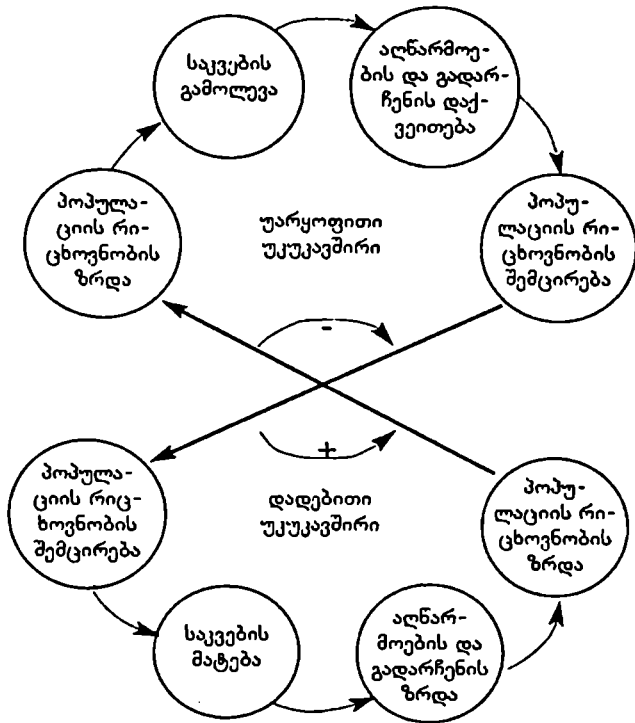 საკვების
გამოლევა
აღწარმოე-
ბის და გადარ-
ჩენის დაქ-
ვეითება
პოპულა-
ციის რი-
ცხოვნობის
ზრდა
უარყოფითი
უკუკავშირი
პოპუ-
ლაციის რი-
ცხოვნობის
შემცირება
-
+
პოპულა-
ციის რიც-
ხოვნობის
შემცირება
დადებითი
უკუკავშირი
პოპუ-
ლაციის რი-
ცხოვნობის
ზრდა
საკვების
მატება
აღწარ-
მოების და
გადარჩენის
ზრდა